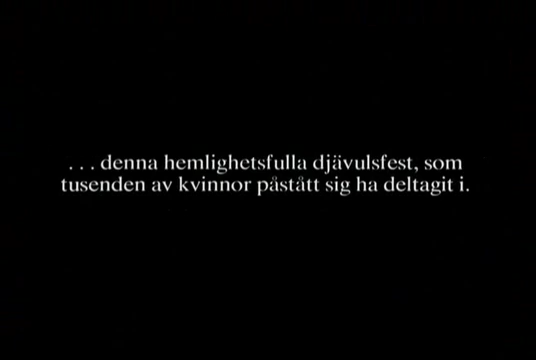 . . . denna hemlighetsfulla djävulsfest, som
tusenden av kvinnor påstått sig ha deltagit i.